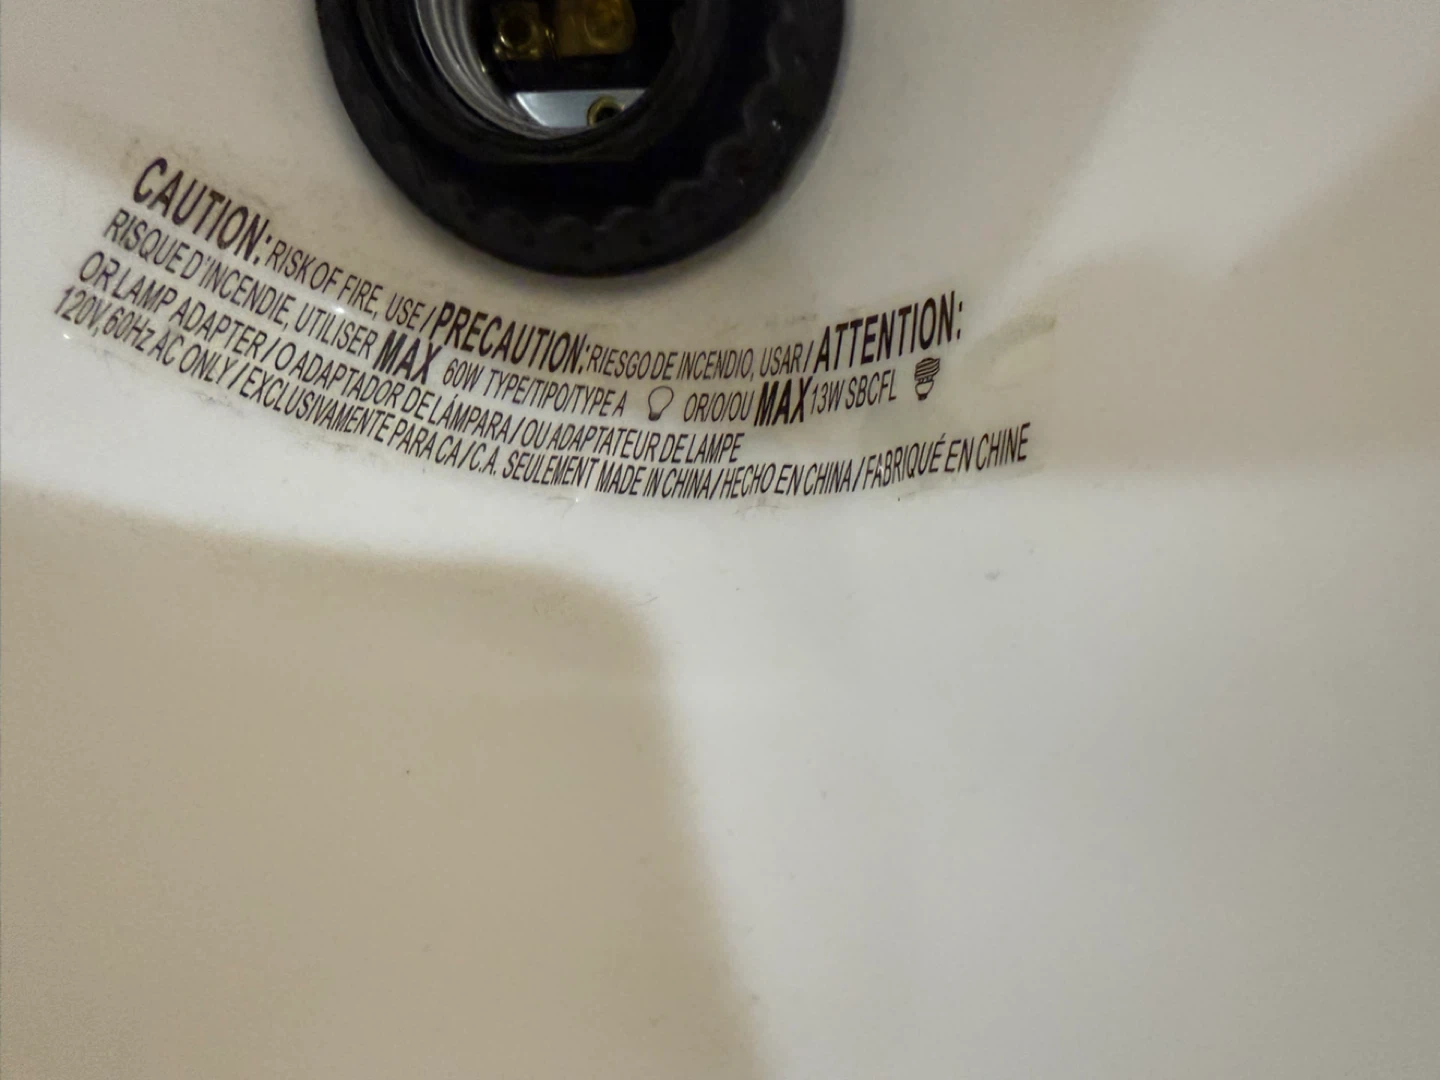 CAUTION: RISK OF FIRE, USE / PRECAUTION: RIESGO DE INCENDIO, USAR / ATTENTION:
RISQUE D'INCENDIE, UTILISER MAX 60W TYPE/TIPO/TYPE A OR/O/OU MAX 13W SBCFL
OR LAMP ADAPTER / O ADAPTADOR DE LÁMPARA / OU ADAPTATEUR DE LAMPE
120V, 60Hz AC ONLY / EXCLUSIVAMENTE PARA CA / C.A. SEULEMENT MADE IN CHINA / HECHO EN CHINA / FABRIQUÉ EN CHINE